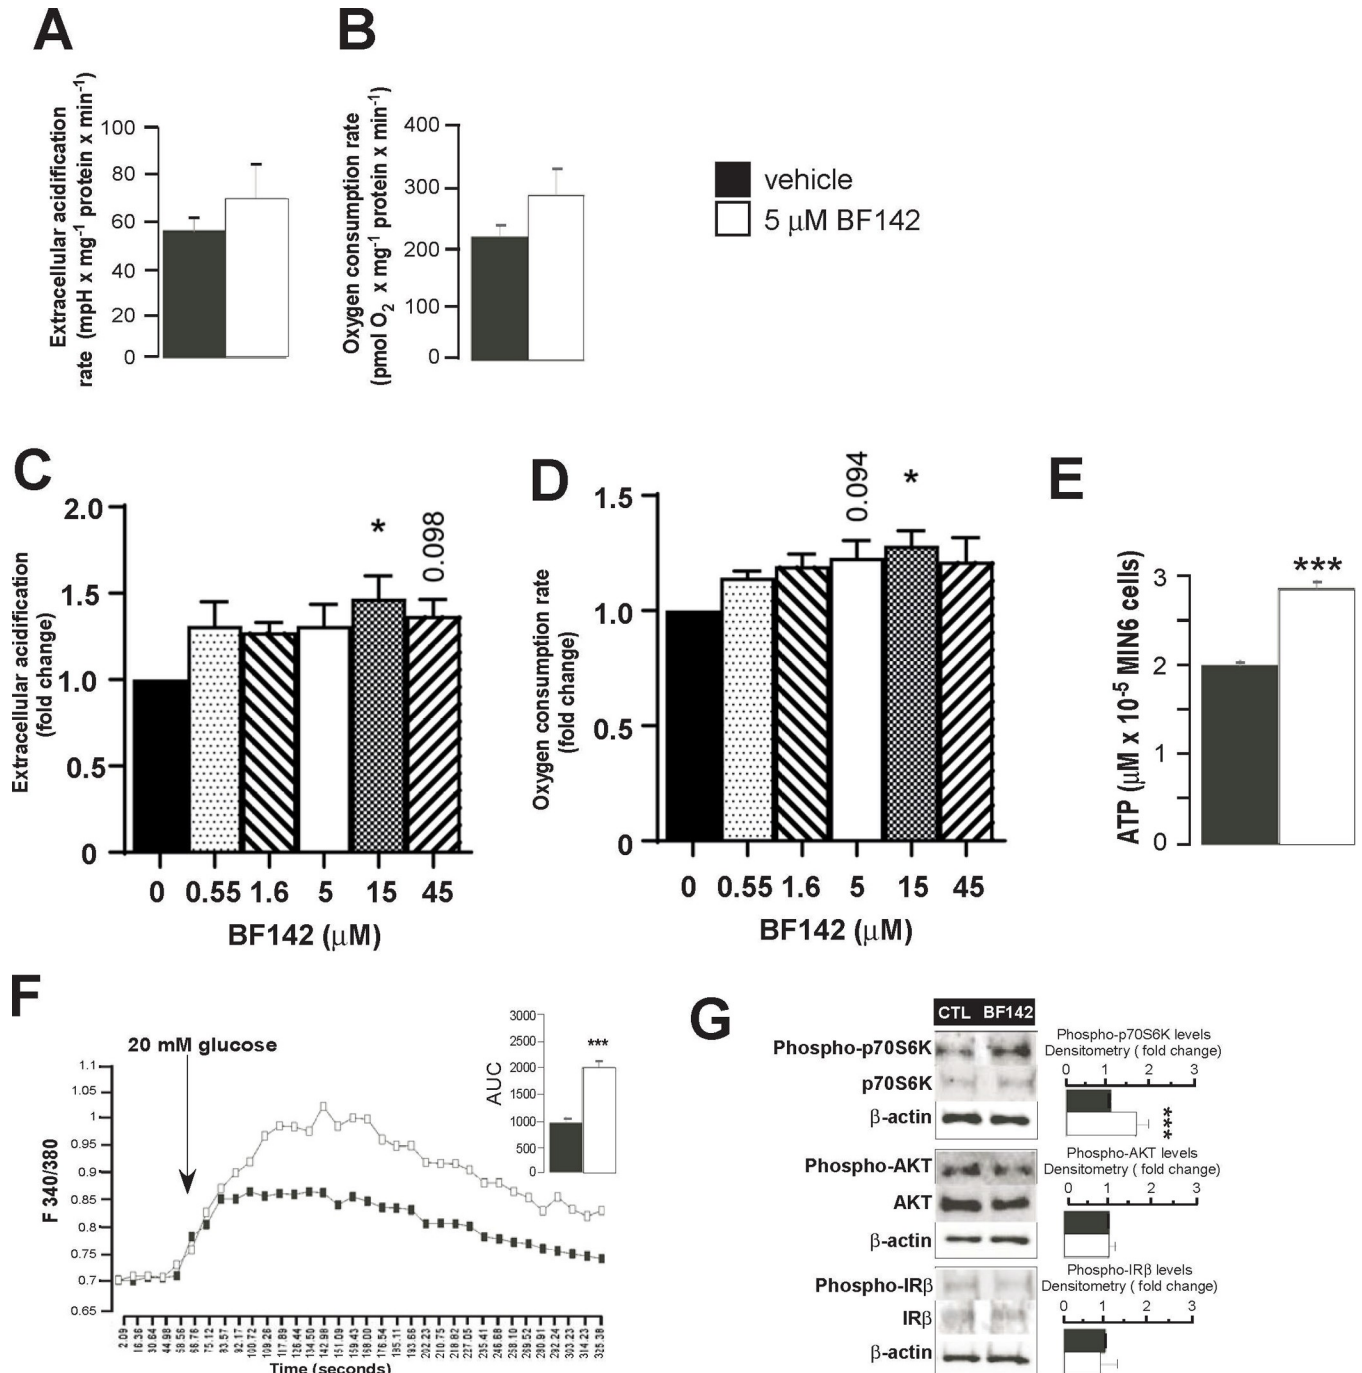 A
Extracellular acidification
rate (mpH x mg⁻¹ protein x min⁻¹)
100
80
60
40
20
0
B
Oxygen consumption rate
(pmol O₂ x mg⁻¹ protein x min⁻¹)
400
300
200
100
0
vehicle
5 µM BF142
C
Extracellular acidification
(fold change)
2.0
1.5
1.0
0.5
0
*
0.098
0 0.55 1.6 5 15 45
BF142 (µM)
D
Oxygen consumption rate
(fold change)
1.5
1.0
0.5
0
0.094
*
0 0.55 1.6 5 15 45
BF142 (µM)
E
ATP (µM x 10⁻⁵ MIN6 cells)
3
2
1
0
***
F
20 mM glucose
F 340/380
1.1
1.05
1
0.95
0.9
0.85
0.8
0.75
0.7
0.65
AUC
3000
2500
2000
1500
1000
500
0
***
Time (seconds)
G
CTL BF142
Phospho-p70S6K
p70S6K
β-actin
Phospho-p70S6K levels
Densitometry ( fold change)
0 1 2 3
***
Phospho-AKT
AKT
β-actin
Phospho-AKT levels
Densitometry ( fold change)
0 1 2 3
Phospho-IRβ
IRβ
β-actin
Phospho-IRβ levels
Densitometry ( fold change)
0 1 2 3